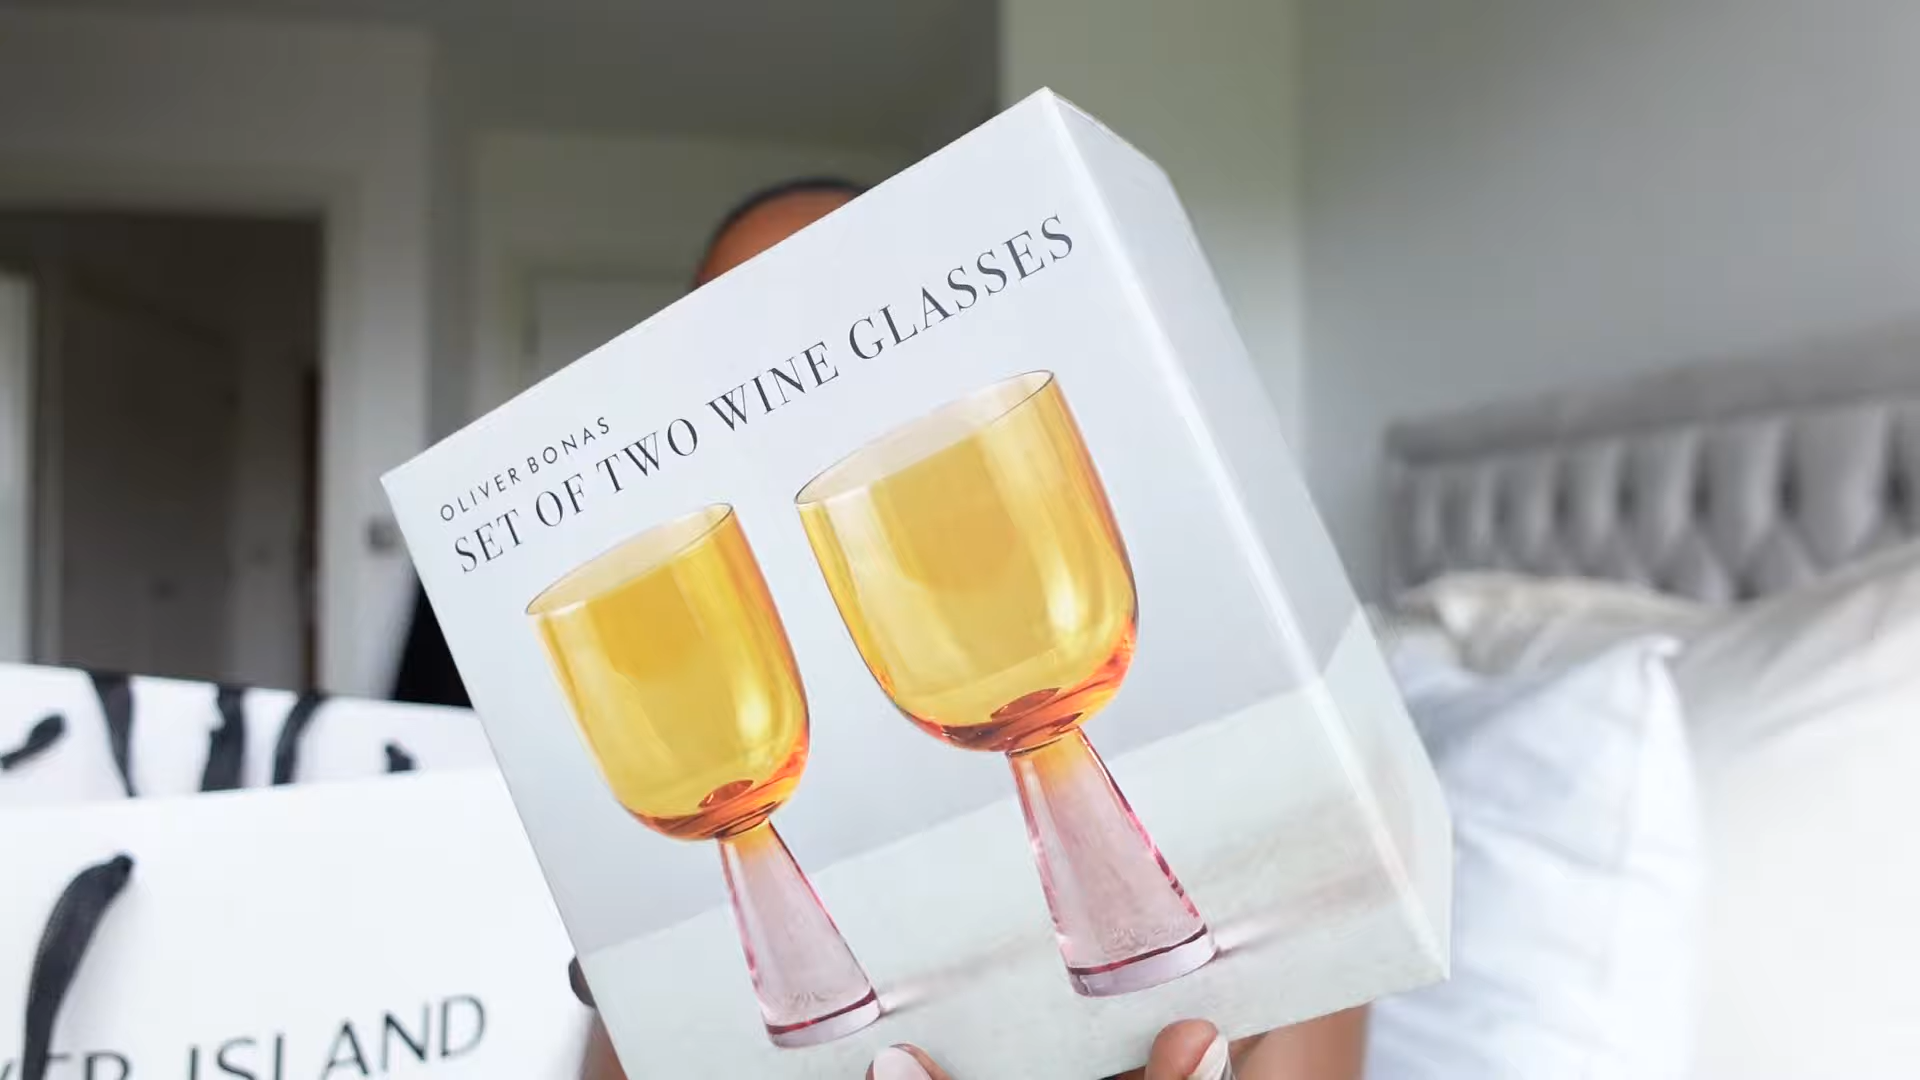 OLIVER BONAS
SET OF TWO WINE GLASSES
ISLAND